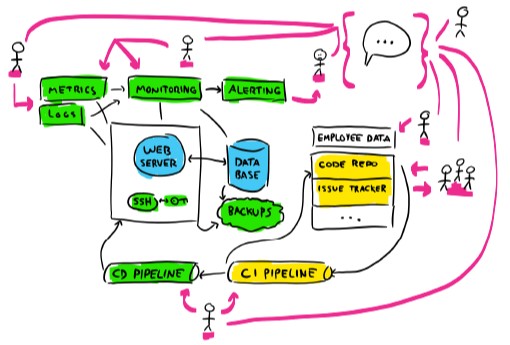 ...
METRICS
MONITORING
ALERTING
LOGS
EMPLOYEE DATA
WEB
SERVER
DATA
BASE
CODE REPO
ISSUE TRACKER
SSH
BACKUPS
...
CD PIPELINE
CI PIPELINE